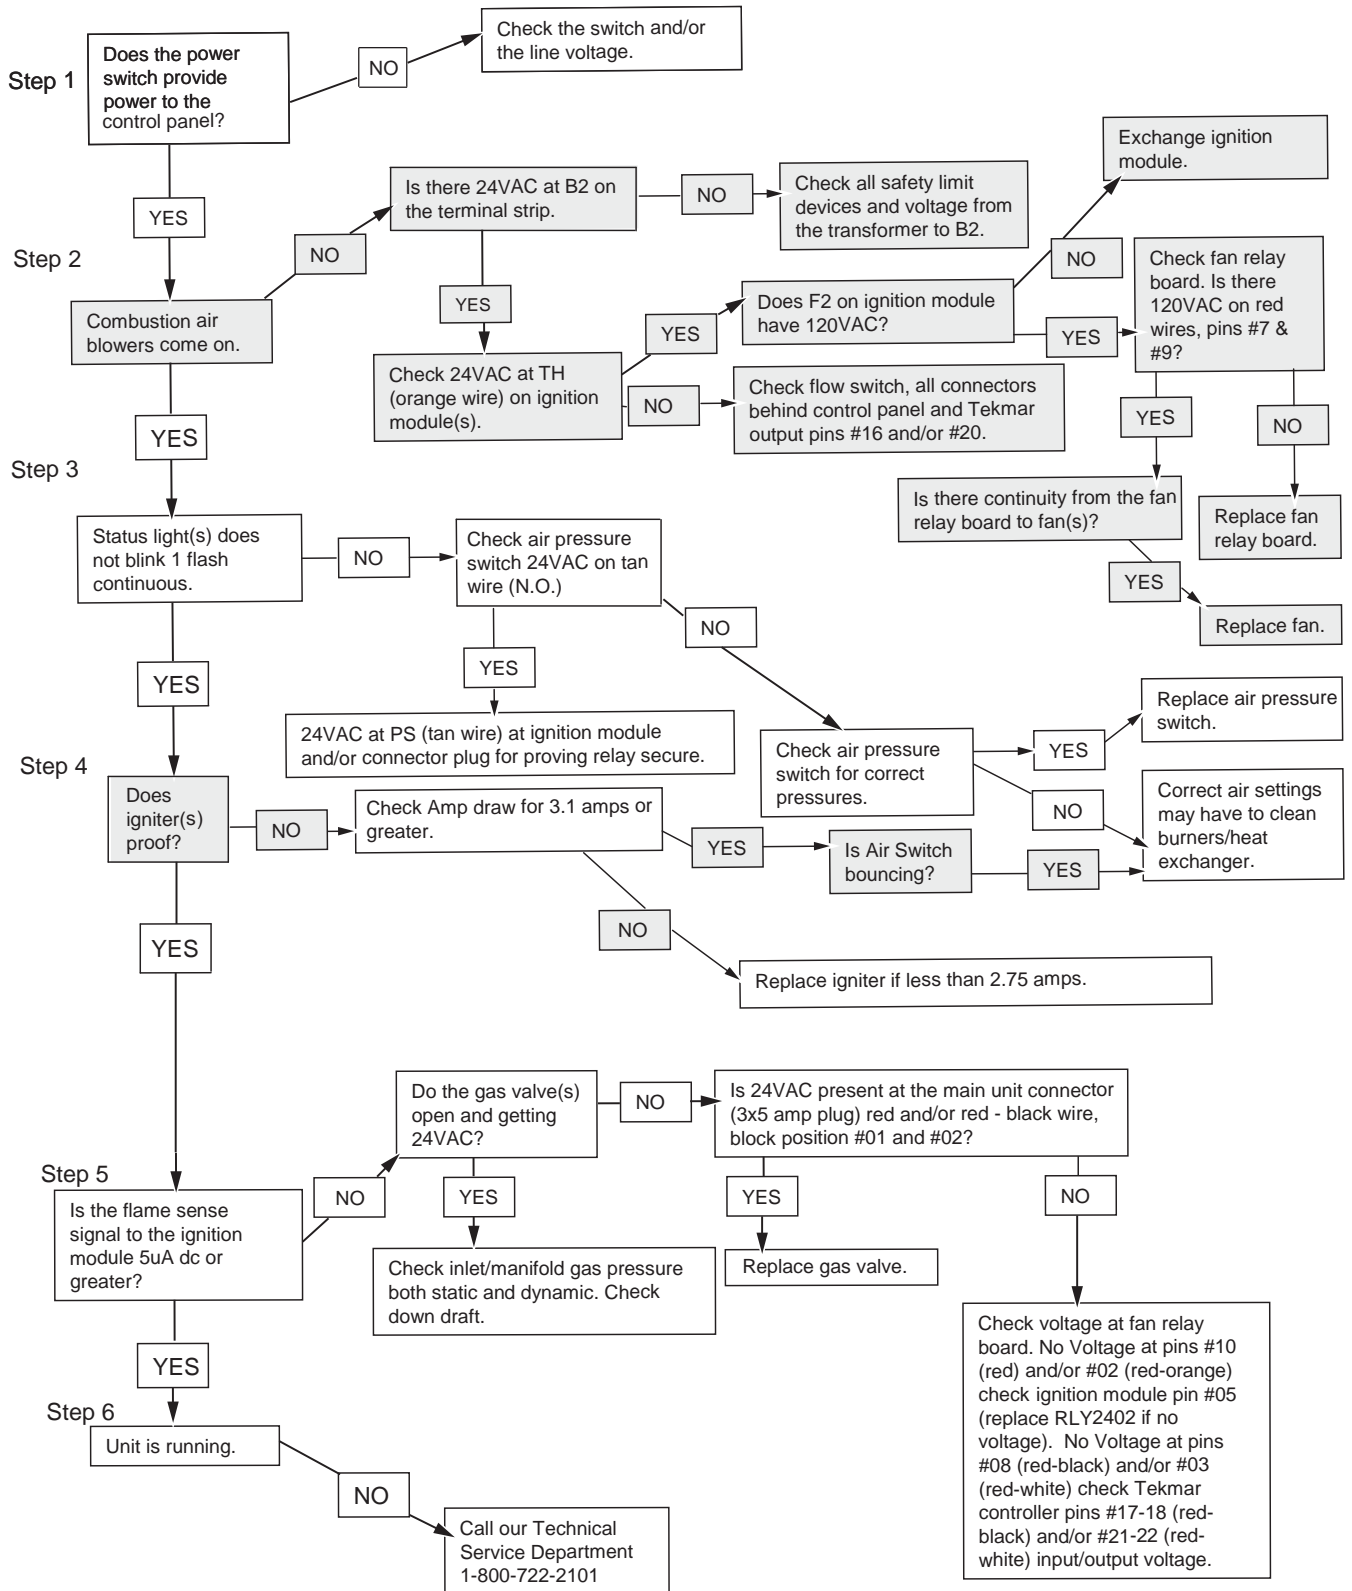 Step 1
Does the power
switch provide
power to the
control panel?
NO
Check the switch and/or
the line voltage.
YES
Step 2
Combustion air
blowers come on.
NO
Is there 24VAC at B2 on
the terminal strip.
NO
Check all safety limit
devices and voltage from
the transformer to B2.
YES
Check 24VAC at TH
(orange wire) on ignition
module(s).
YES
Does F2 on ignition module
have 120VAC?
NO
Exchange ignition
module.
YES
Check fan relay
board. Is there
120VAC on red
wires, pins #7 &
#9?
NO
Check flow switch, all connectors
behind control panel and Tekmar
output pins #16 and/or #20.
YES
NO
Is there continuity from the fan
relay board to fan(s)?
Replace fan
relay board.
YES
Replace fan.
YES
Step 3
Status light(s) does
not blink 1 flash
continuous.
NO
Check air pressure
switch 24VAC on tan
wire (N.O.)
NO
YES
24VAC at PS (tan wire) at ignition module
and/or connector plug for proving relay secure.
Check air pressure
switch for correct
pressures.
YES
Replace air pressure
switch.
NO
Correct air settings
may have to clean
burners/heat
exchanger.
YES
Step 4
Does
igniter(s)
proof?
NO
Check Amp draw for 3.1 amps or
greater.
YES
Is Air Switch
bouncing?
YES
NO
Replace igniter if less than 2.75 amps.
YES
Step 5
Is the flame sense
signal to the ignition
module 5uA dc or
greater?
NO
Do the gas valve(s)
open and getting
24VAC?
NO
Is 24VAC present at the main unit connector
(3x5 amp plug) red and/or red - black wire,
block position #01 and #02?
YES
Check inlet/manifold gas pressure
both static and dynamic. Check
down draft.
YES
Replace gas valve.
NO
Check voltage at fan relay
board. No Voltage at pins #10
(red) and/or #02 (red-orange)
check ignition module pin #05
(replace RLY2402 if no
voltage).  No Voltage at pins
#08 (red-black) and/or #03
(red-white) check Tekmar
controller pins #17-18 (red-
black) and/or #21-22 (red-
white) input/output voltage.
YES
Step 6
Unit is running.
NO
Call our Technical
Service Department
1-800-722-2101